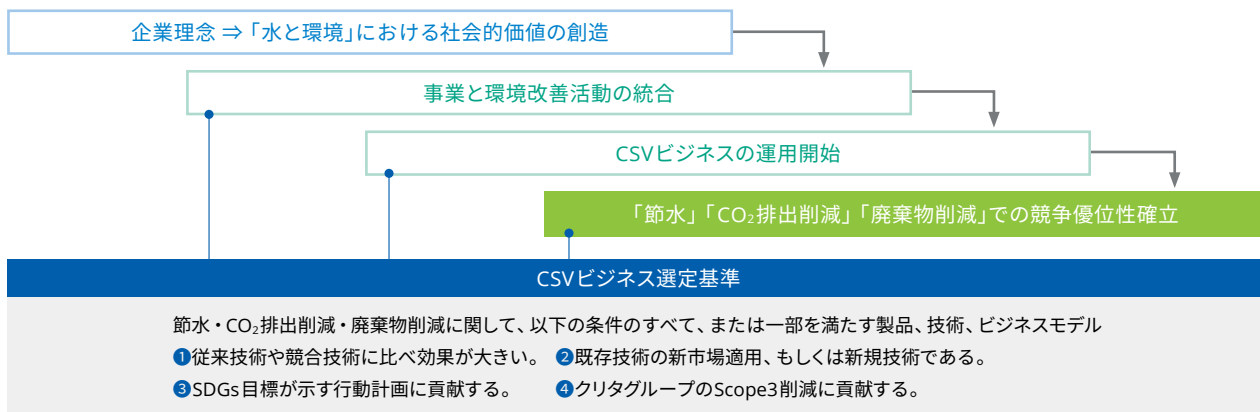 企業理念 ⇒「水と環境」における社会的価値の創造
事業と環境改善活動の統合
CSVビジネスの運用開始
「節水」「CO₂排出削減」「廃棄物削減」での競争優位性確立
CSVビジネス選定基準
節水・CO₂排出削減・廃棄物削減に関して、以下の条件のすべて、または一部を満たす製品、技術、ビジネスモデル
❶従来技術や競合技術に比べ効果が大きい。 ❷既存技術の新市場適用、もしくは新規技術である。
❸SDGs目標が示す行動計画に貢献する。 ❹クリタグループのScope3削減に貢献する。